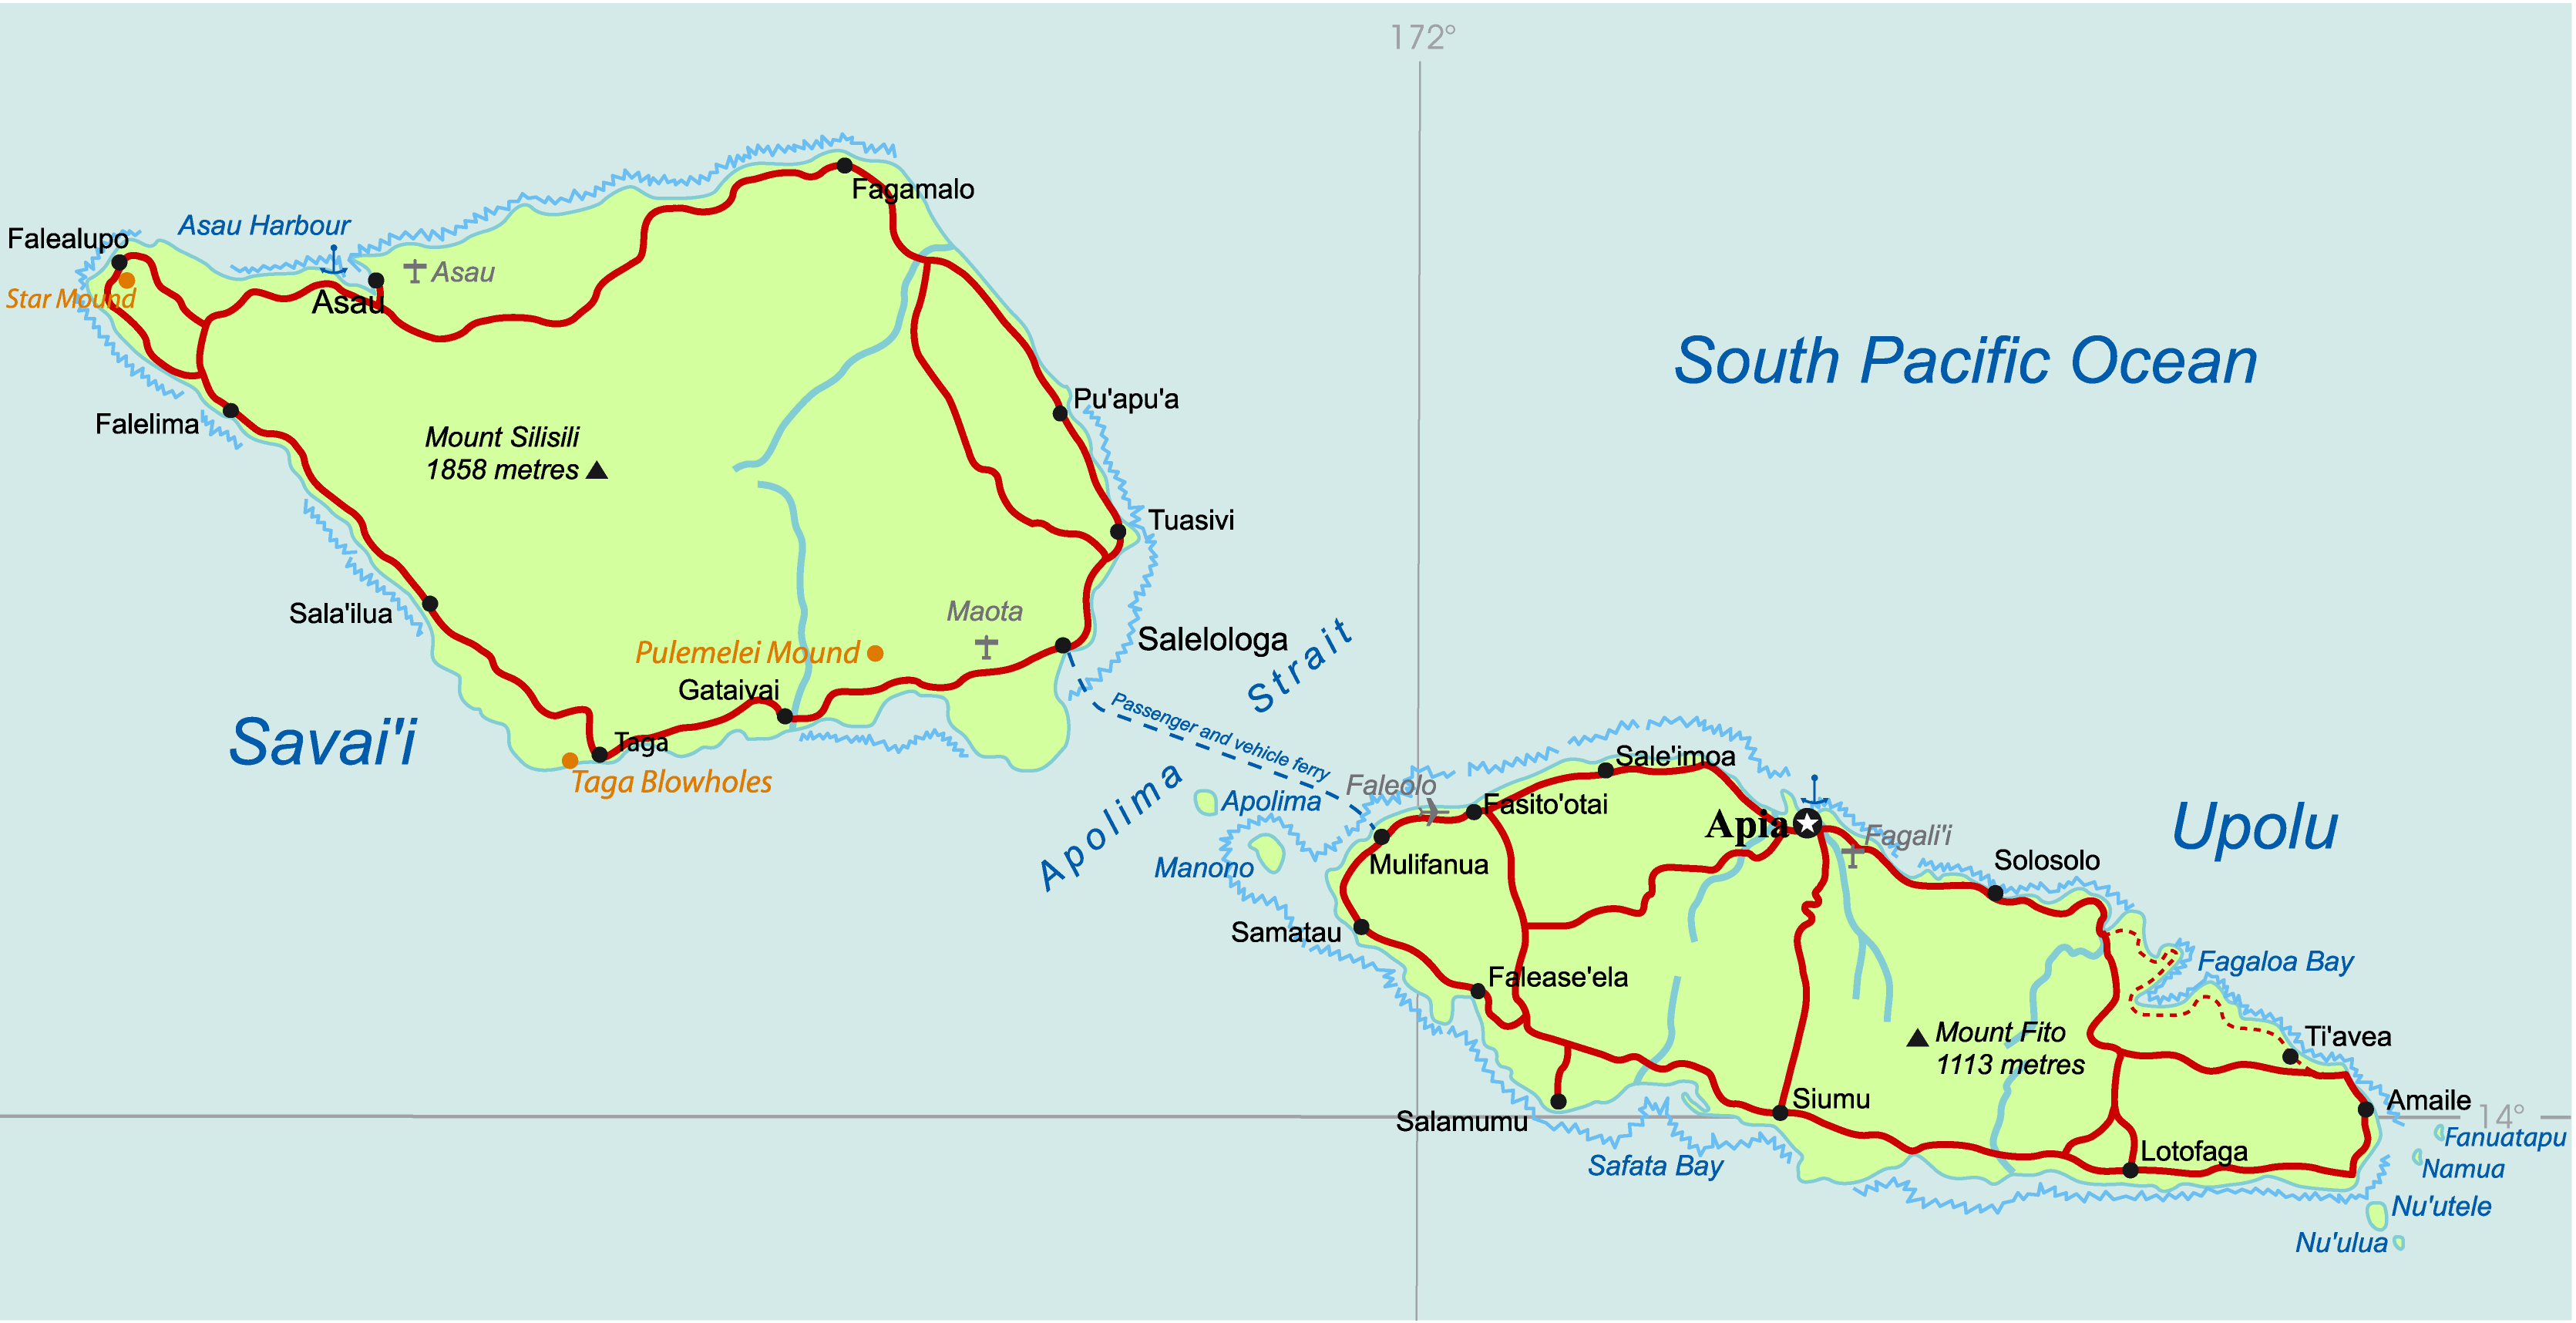 172°
Fagamalo
Asau Harbour
Falealupo
Asau
Star Mound
Asau
South Pacific Ocean
Pu'apu'a
Falelima
Mount Silisili
1858 metres
Tuasivi
Maota
Sala'ilua
Salelologa
Strait
Pulemelei Mound
Gataivai
Savai'i
Passenger and vehicle ferry
Taga
Taga Blowholes
Sale'imoa
Faleolo
Apolima
Apolima
Fasito'otai
Apia
Upolu
Fagali'i
Manono
Mulifanua
Solosolo
Samatau
Fagaloa Bay
Falease'ela
Mount Fito
1113 metres
Ti'avea
Siumu
Amaile
14°
Salamumu
Fanuatapu
Lotofaga
Safata Bay
Namua
Nu'utele
Nu'ulua